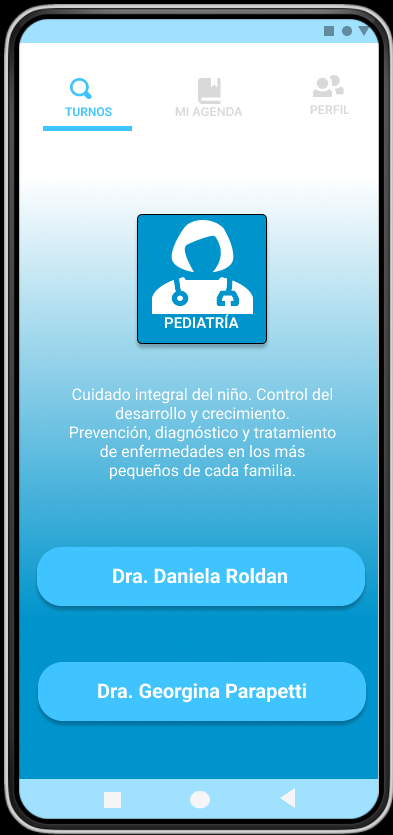 TURNOS
MI AGENDA
PERFIL
PEDIATRÍA
Cuidado integral del niño. Control del
desarrollo y crecimiento.
Prevención, diagnóstico y tratamiento
de enfermedades en los más
pequeños de cada familia.
Dra. Daniela Roldan
Dra. Georgina Parapetti